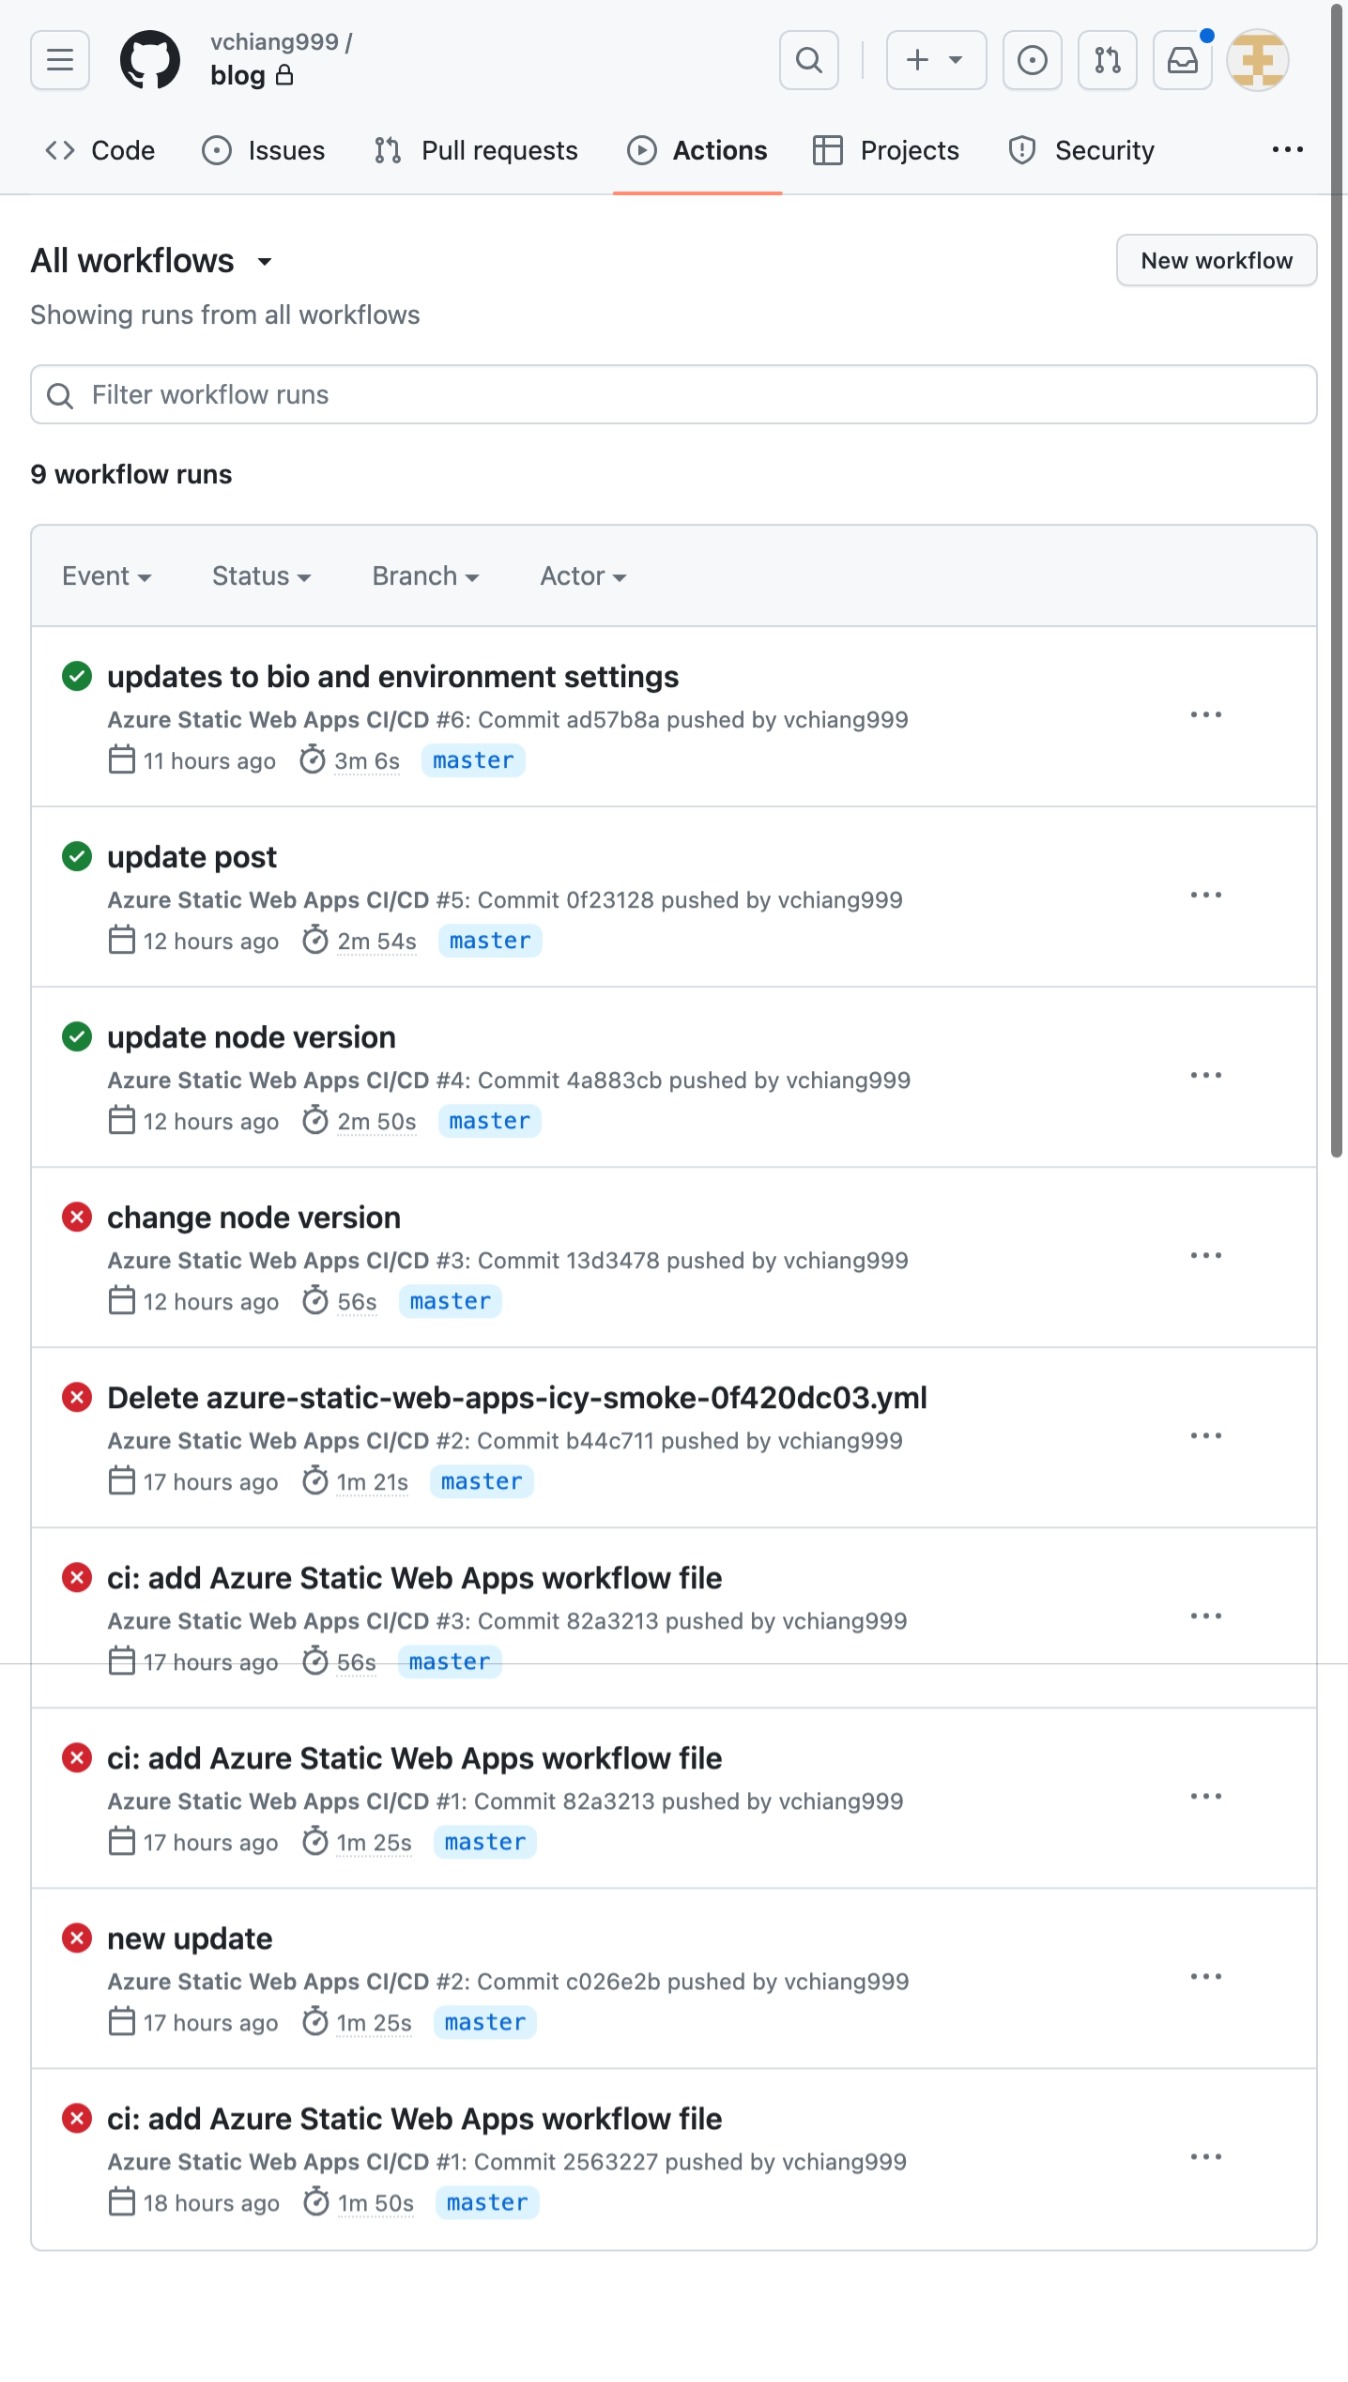 vchiang999 /
blog
Code Issues Pull requests Actions Projects Security
All workflows
New workflow
Showing runs from all workflows
Filter workflow runs
9 workflow runs
Event Status Branch Actor
updates to bio and environment settings
Azure Static Web Apps CI/CD #6: Commit ad57b8a pushed by vchiang999
11 hours ago 3m 6s master
update post
Azure Static Web Apps CI/CD #5: Commit 0f23128 pushed by vchiang999
12 hours ago 2m 54s master
update node version
Azure Static Web Apps CI/CD #4: Commit 4a883cb pushed by vchiang999
12 hours ago 2m 50s master
change node version
Azure Static Web Apps CI/CD #3: Commit 13d3478 pushed by vchiang999
12 hours ago 56s master
Delete azure-static-web-apps-icy-smoke-0f420dc03.yml
Azure Static Web Apps CI/CD #2: Commit b44c711 pushed by vchiang999
17 hours ago 1m 21s master
ci: add Azure Static Web Apps workflow file
Azure Static Web Apps CI/CD #3: Commit 82a3213 pushed by vchiang999
17 hours ago 56s master
ci: add Azure Static Web Apps workflow file
Azure Static Web Apps CI/CD #1: Commit 82a3213 pushed by vchiang999
17 hours ago 1m 25s master
new update
Azure Static Web Apps CI/CD #2: Commit c026e2b pushed by vchiang999
17 hours ago 1m 25s master
ci: add Azure Static Web Apps workflow file
Azure Static Web Apps CI/CD #1: Commit 2563227 pushed by vchiang999
18 hours ago 1m 50s master